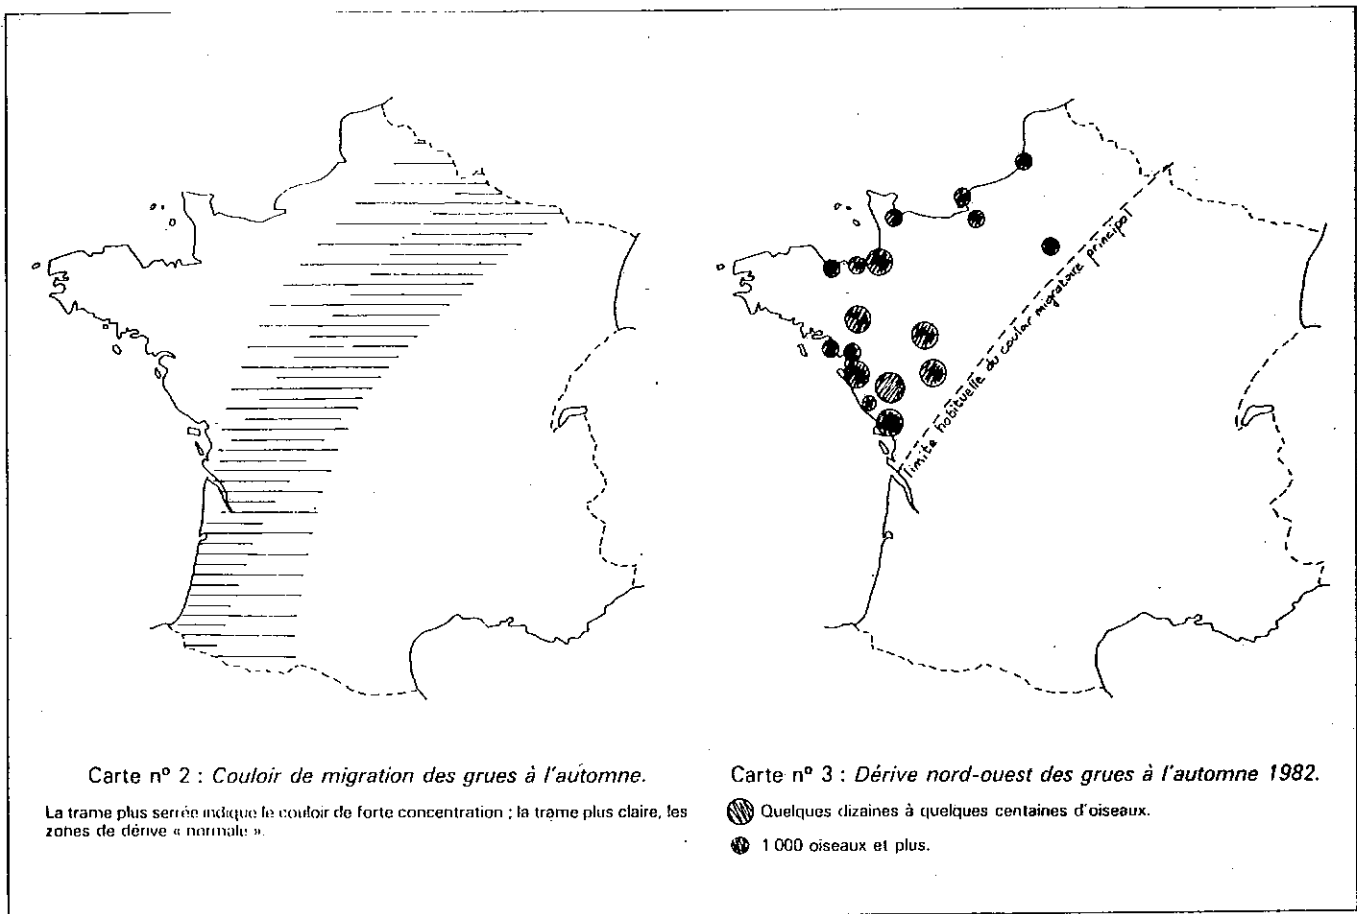 limite habituelle du couloir migratoire principal
Carte nº 2 : Couloir de migration des grues à l'automne.
La trame plus serrée indique le couloir de forte concentration ; la trame plus claire, les
zones de dérive « normale ».
Carte nº 3 : Dérive nord-ouest des grues à l'automne 1982.
Quelques dizaines à quelques centaines d'oiseaux.
1 000 oiseaux et plus.